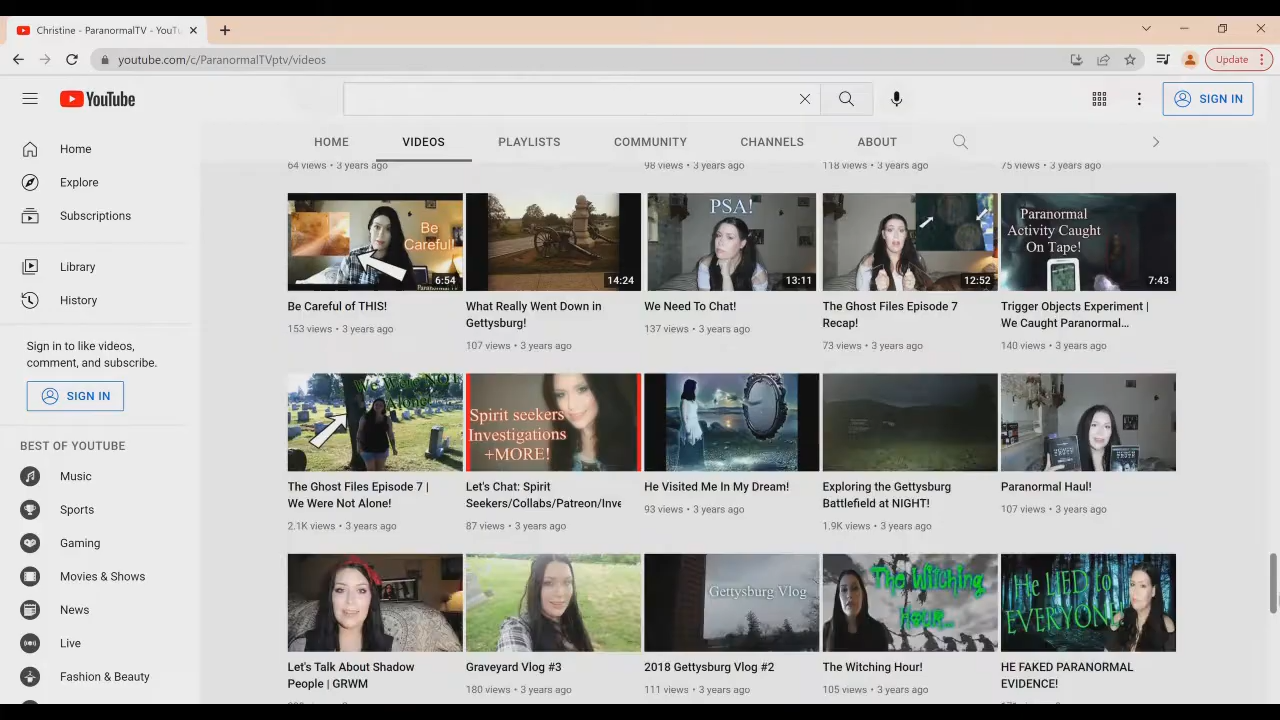 Christine - ParanormalTV - YouTu
youtube.com/c/ParanormalTVptv/videos
Update
YouTube
SIGN IN
HOME
VIDEOS
PLAYLISTS
COMMUNITY
CHANNELS
ABOUT
Home
Explore
Subscriptions
Library
History
Sign in to like videos,
comment, and subscribe.
SIGN IN
BEST OF YOUTUBE
Music
Sports
Gaming
Movies & Shows
News
Live
Fashion & Beauty
64 views • 3 years ago
98 views • 3 years ago
118 views • 3 years ago
75 views • 3 years ago
Be
Careful!
6:54
Be Careful of THIS!
153 views • 3 years ago
14:24
What Really Went Down in
Gettysburg!
107 views • 3 years ago
PSA!
13:11
We Need To Chat!
137 views • 3 years ago
12:52
The Ghost Files Episode 7
Recap!
73 views • 3 years ago
Paranormal
Activity Caught
On Tape!
7:43
Trigger Objects Experiment |
We Caught Paranormal...
140 views • 3 years ago
We Were NOT
Alone!
The Ghost Files Episode 7 |
We Were Not Alone!
2.1K views • 3 years ago
Spirit seekers
Investigations
+MORE!
Let's Chat: Spirit
Seekers/Collabs/Patreon/Inve
87 views • 3 years ago
He Visited Me In My Dream!
93 views • 3 years ago
Exploring the Gettysburg
Battlefield at NIGHT!
1.9K views • 3 years ago
Paranormal Haul!
107 views • 3 years ago
Let's Talk About Shadow
People | GRWM
Graveyard Vlog #3
180 views • 3 years ago
Gettysburg Vlog
2018 Gettysburg Vlog #2
111 views • 3 years ago
The Witching
Hour...
The Witching Hour!
105 views • 3 years ago
He LIED to
EVERYONE!
HE FAKED PARANORMAL
EVIDENCE!